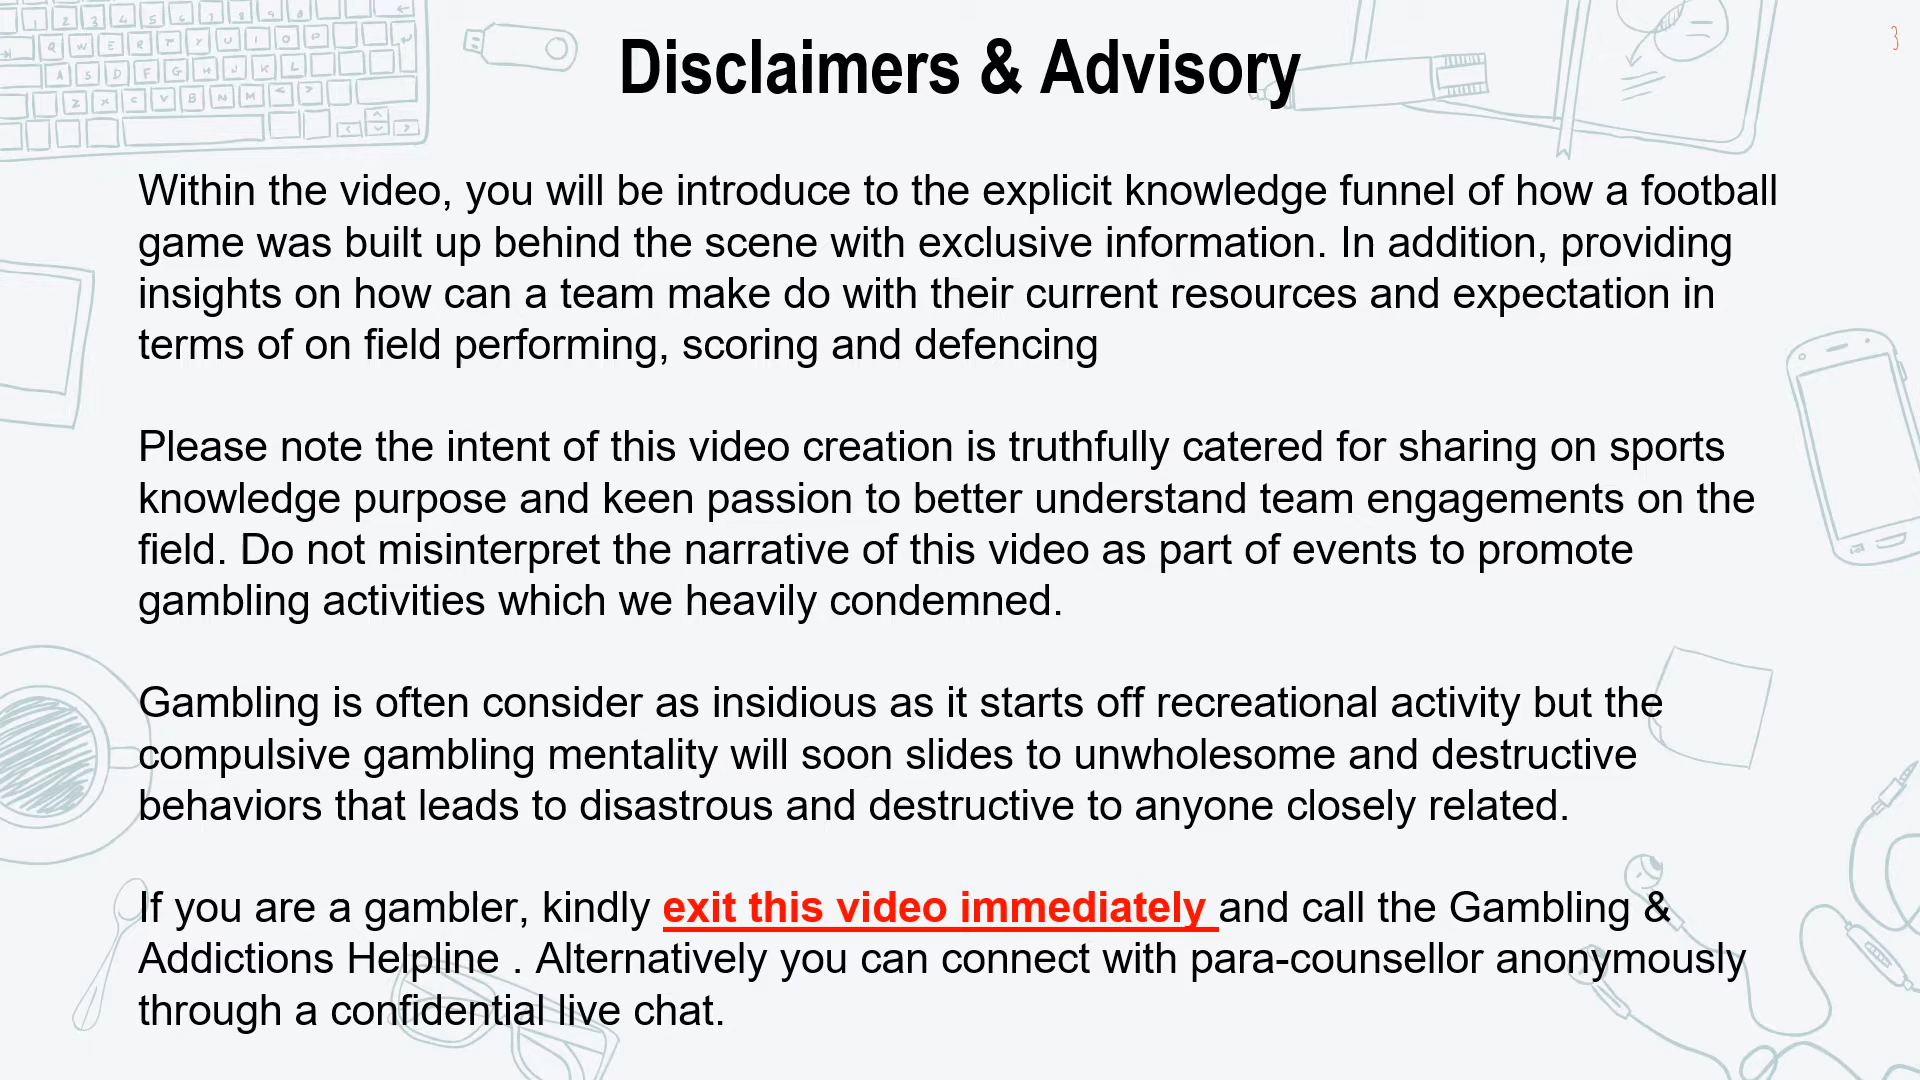 Disclaimers & Advisory
3
Within the video, you will be introduce to the explicit knowledge funnel of how a football
game was built up behind the scene with exclusive information. In addition, providing
insights on how can a team make do with their current resources and expectation in
terms of on field performing, scoring and defencing
Please note the intent of this video creation is truthfully catered for sharing on sports
knowledge purpose and keen passion to better understand team engagements on the
field. Do not misinterpret the narrative of this video as part of events to promote
gambling activities which we heavily condemned.
Gambling is often consider as insidious as it starts off recreational activity but the
compulsive gambling mentality will soon slides to unwholesome and destructive
behaviors that leads to disastrous and destructive to anyone closely related.
If you are a gambler, kindly exit this video immediately and call the Gambling &
Addictions Helpline . Alternatively you can connect with para-counsellor anonymously
through a confidential live chat.